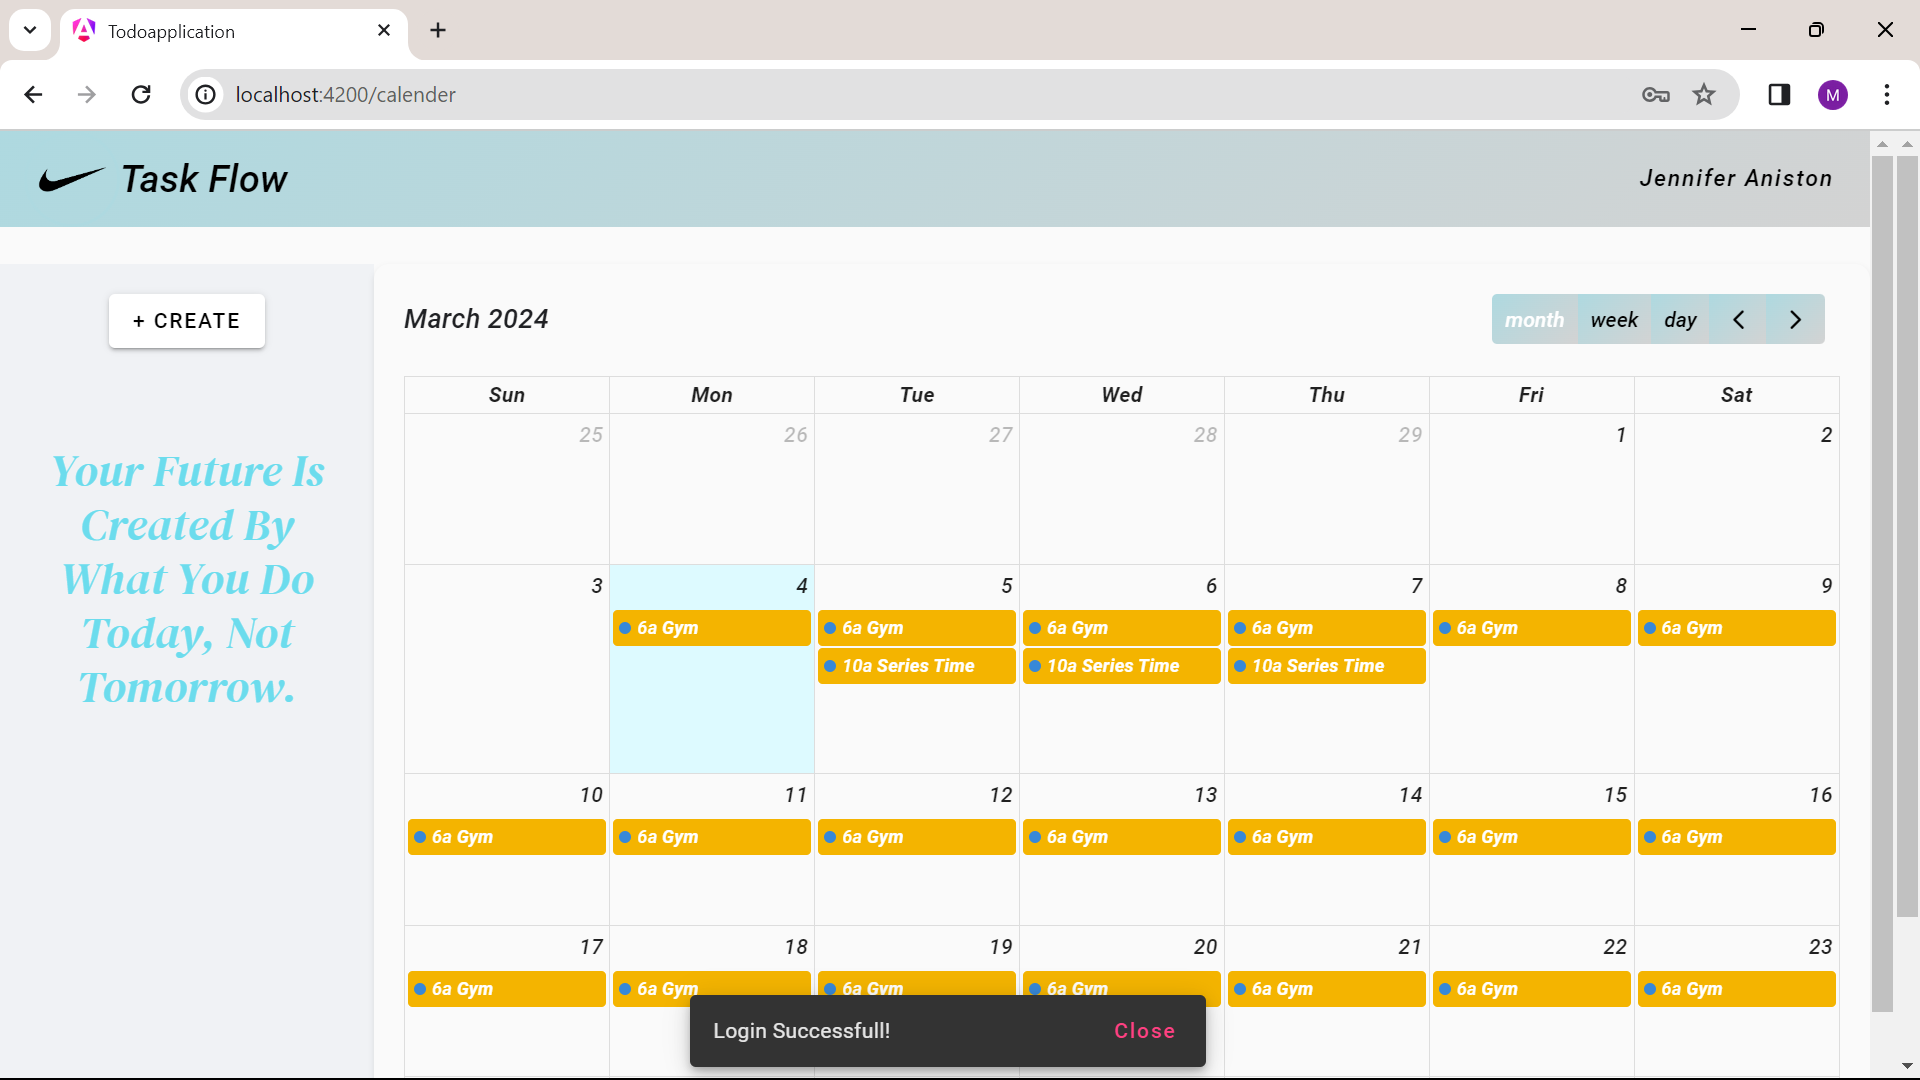 Todoapplication
localhost:4200/calender
M
Task Flow
Jennifer Aniston
+ CREATE
March 2024
month week day
Your Future Is
Created By
What You Do
Today, Not
Tomorrow.
Sun Mon Tue Wed Thu Fri Sat
25 26 27 28 29 1 2
3 4 5 6 7 8 9
6a Gym 6a Gym 6a Gym 6a Gym 6a Gym 6a Gym
10a Series Time 10a Series Time 10a Series Time
10 11 12 13 14 15 16
6a Gym 6a Gym 6a Gym 6a Gym 6a Gym 6a Gym 6a Gym
17 18 19 20 21 22 23
6a Gym 6a Gym 6a Gym 6a Gym 6a Gym 6a Gym 6a Gym
Login Successfull! Close